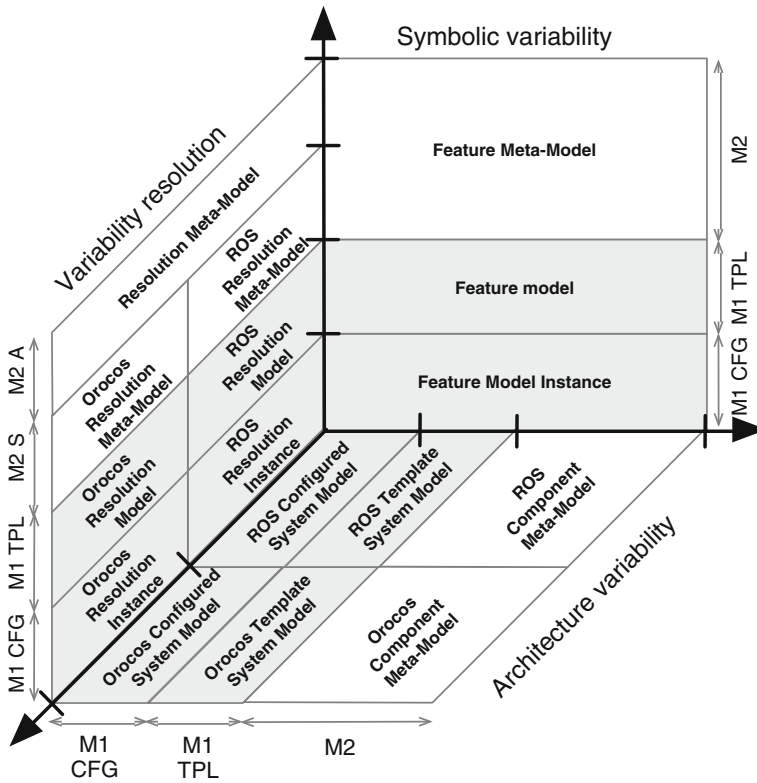 Symbolic variability
Variability resolution
Architecture variability
Feature Meta-Model
Feature model
Feature Model Instance
M2
M1 TPL
M1 CFG
Resolution Meta-Model
ROS
Resolution
Meta-Model
ROS
Resolution
Model
ROS
Resolution
Instance
Orocos
Resolution
Meta-Model
Orocos
Resolution
Model
Orocos
Resolution
Instance
M2 A
M2 S
M1 TPL
M1 CFG
ROS Configured
System Model
ROS Template
System Model
ROS
Component
Meta-Model
Orocos Configured
System Model
Orocos Template
System Model
Orocos
Component
Meta-Model
M1
CFG
M1
TPL
M2